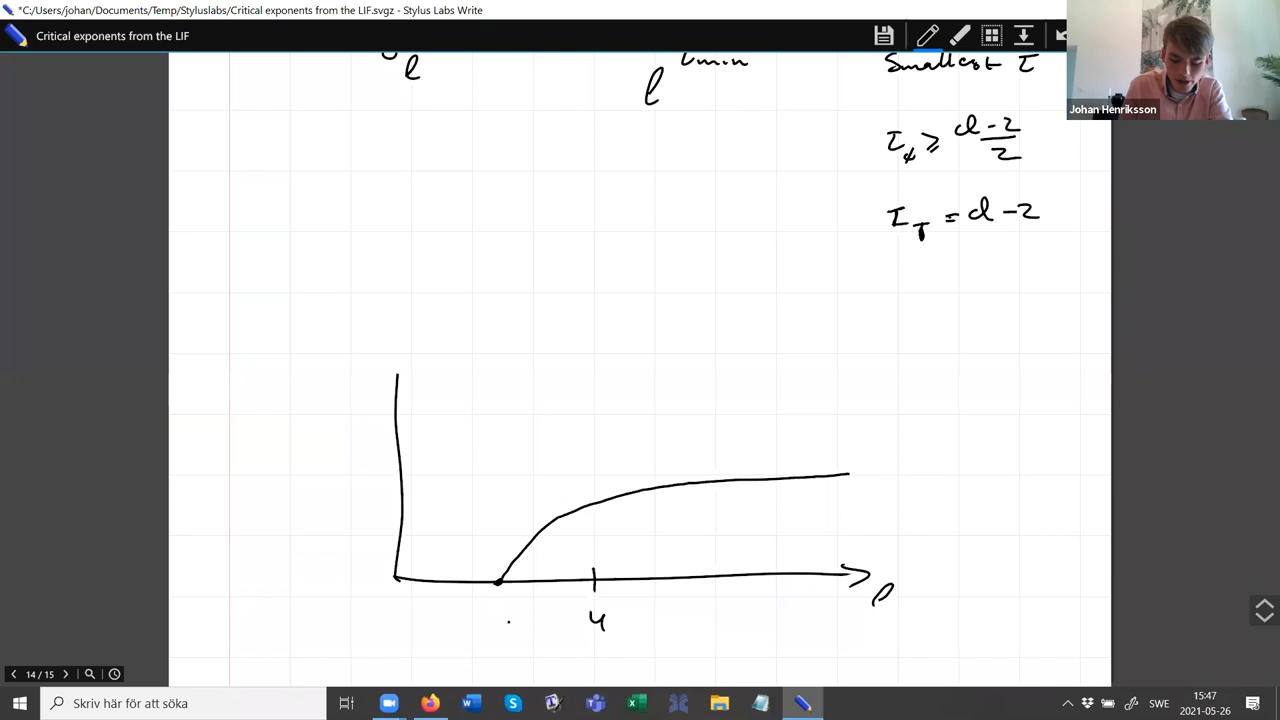 *C:/Users/johan/Documents/Temp/Styluslabs/Critical exponents from the LIF.svgz - Stylus Labs Write
Critical exponents from the LIF
Johan Henriksson
ℓ
ℓ
Smallest τ
τ_φ ≥ (d-2)/2
τ_T = d-2
4
ℓ
14 / 15
Skriv här för att söka
SWE
15:47
2021-05-26